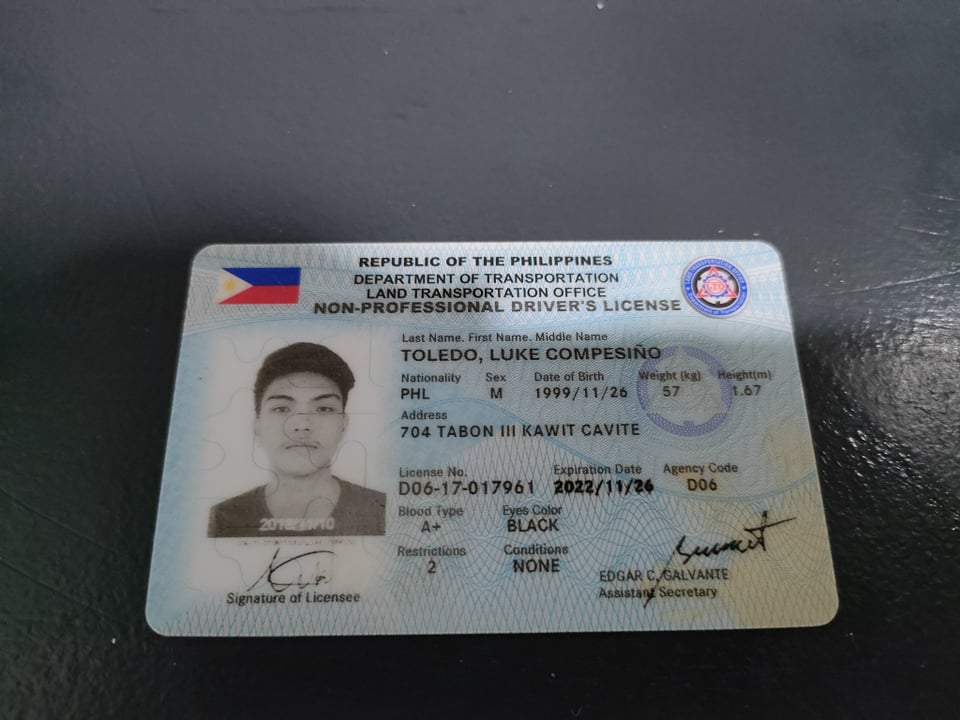 REPUBLIC OF THE PHILIPPINES
DEPARTMENT OF TRANSPORTATION
LAND TRANSPORTATION OFFICE
NON-PROFESSIONAL DRIVER'S LICENSE
Last Name. First Name. Middle Name
TOLEDO, LUKE COMPESIÑO
Nationality Sex Date of Birth Weight (kg) Height(m)
PHL M 1999/11/26 57 1.67
Address
704 TABON III KAWIT CAVITE
License No. Expiration Date Agency Code
D06-17-017961 2022/11/26 D06
Blood Type Eyes Color
A+ BLACK
Restrictions Conditions
2 NONE
EDGAR C. GALVANTE
Assistant Secretary
Signature of Licensee